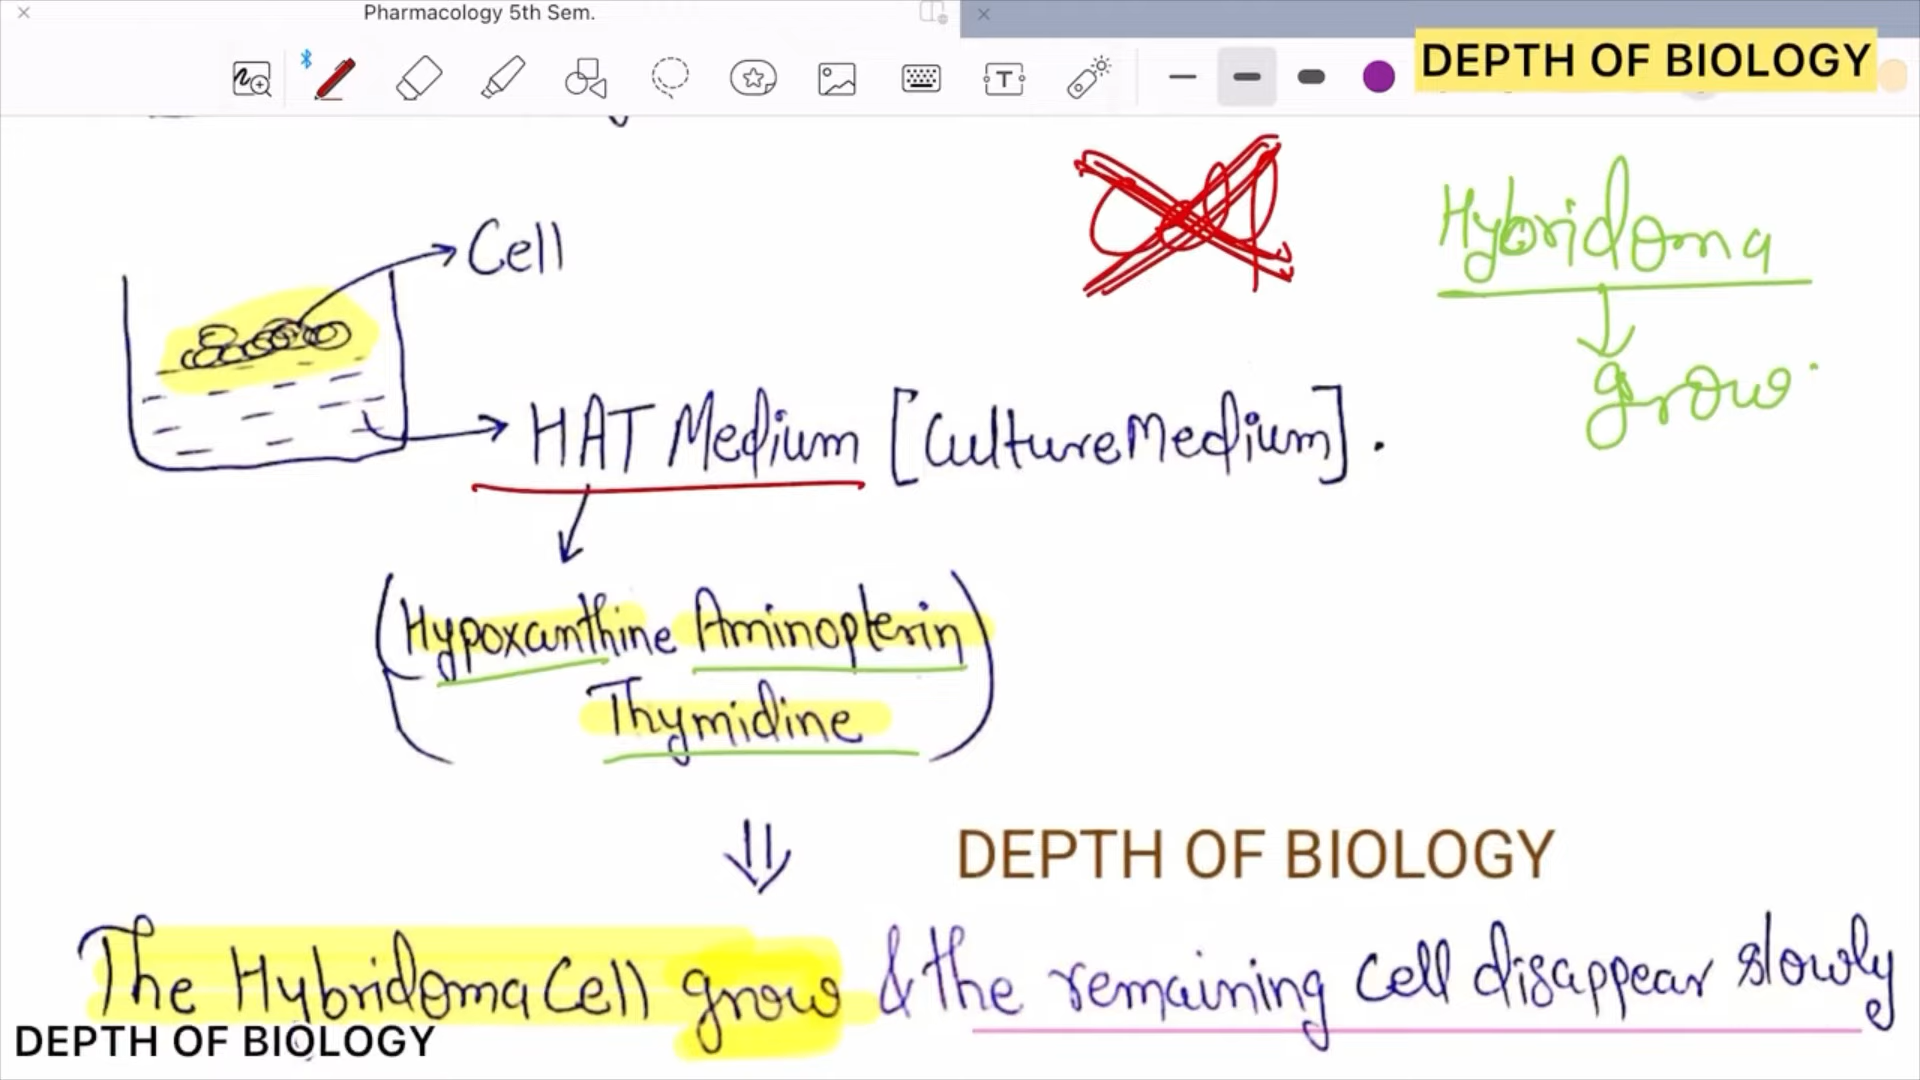 Pharmacology 5th Sem.
DEPTH OF BIOLOGY
Hybridoma
Cell
grow
HAT Medium [Culture Medium].
(Hypoxanthine Aminopterin
Thymidine)
DEPTH OF BIOLOGY
The Hybridoma Cell grow & the remaining Cell disappear slowly
DEPTH OF BIOLOGY